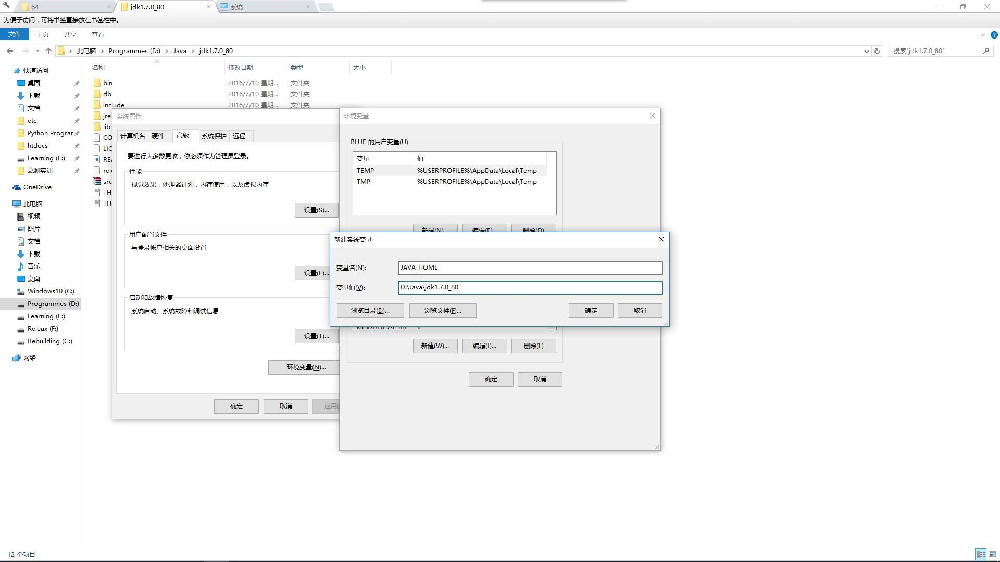 64
jdk1.7.0_80
系统
为便于访问，可将书签直接放在书签栏中。
文件 主页 共享 查看
此电脑 › Programmes (D:) › Java › jdk1.7.0_80
搜索"jdk1.7.0_80"
名称 修改日期 类型 大小
快速访问
桌面
下载
文档
etc
Python Progra
htdocs
Learning (E:)
慕测实训
OneDrive
此电脑
视频
图片
文档
下载
音乐
桌面
Windows10 (C:)
Programmes (D:)
Learning (E:)
Releax (F:)
Rebuilding (G:)
网络
bin 2016/7/10 星期... 文件夹
db 2016/7/10 星期... 文件夹
include 2016/7/10 星期... 文件夹
jre
lib
CO
LIC
REA
rele
src
THI
THI
系统属性
计算机名 硬件 高级 系统保护 远程
要进行大多数更改，你必须作为管理员登录。
性能
视觉效果，处理器计划，内存使用，以及虚拟内存
设置(S)...
用户配置文件
与登录帐户相关的桌面设置
设置(E)...
启动和故障恢复
系统启动、系统故障和调试信息
设置(T)...
环境变量(N)...
确定 取消 应用(
环境变量
BLUE 的用户变量(U)
变量 值
TEMP %USERPROFILE%\AppData\Local\Temp
TMP %USERPROFILE%\AppData\Local\Temp
新建(N)... 编辑(E)... 删除(D)
新建系统变量
变量名(N): JAVA_HOME
变量值(V): D:\Java\jdk1.7.0_80
浏览目录(D)... 浏览文件(F)... 确定 取消
NUMBER_OF_PR... 8
新建(W)... 编辑(I)... 删除(L)
确定 取消
12 个项目